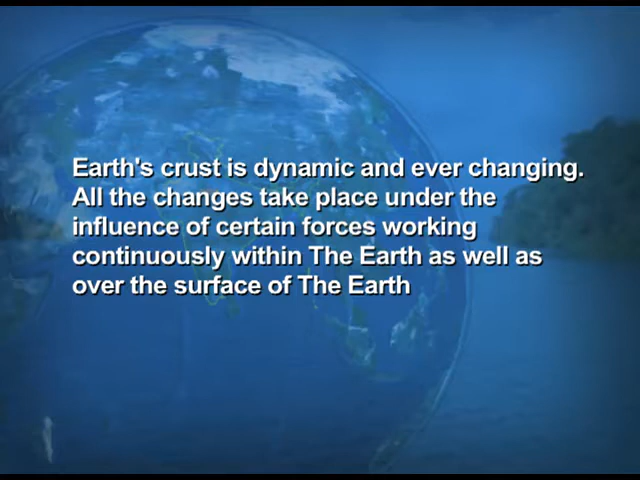 Earth's crust is dynamic and ever changing.
All the changes take place under the
influence of certain forces working
continuously within The Earth as well as
over the surface of The Earth